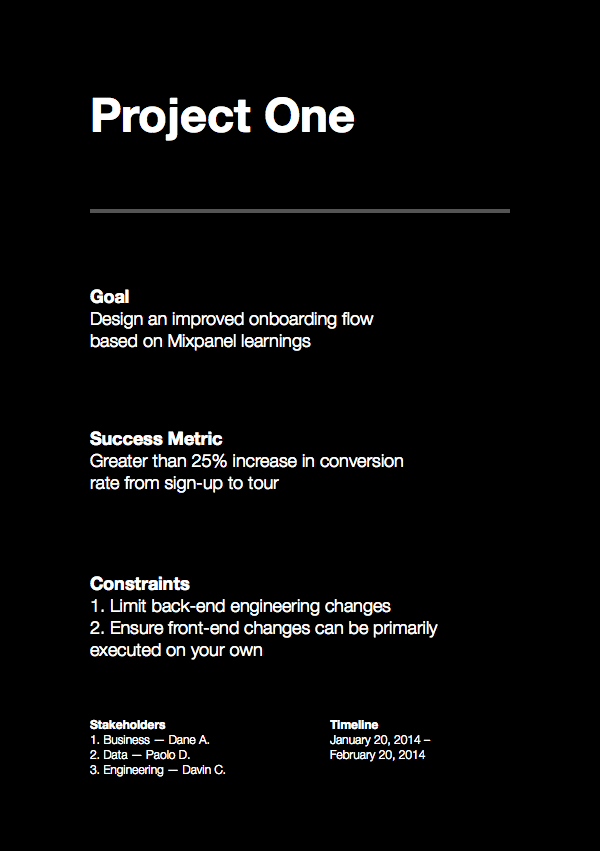 Project One
Goal
Design an improved onboarding flow
based on Mixpanel learnings
Success Metric
Greater than 25% increase in conversion
rate from sign-up to tour
Constraints
1. Limit back-end engineering changes
2. Ensure front-end changes can be primarily
executed on your own
Stakeholders
1. Business — Dane A.
2. Data — Paolo D.
3. Engineering — Davin C.
Timeline
January 20, 2014 –
February 20, 2014